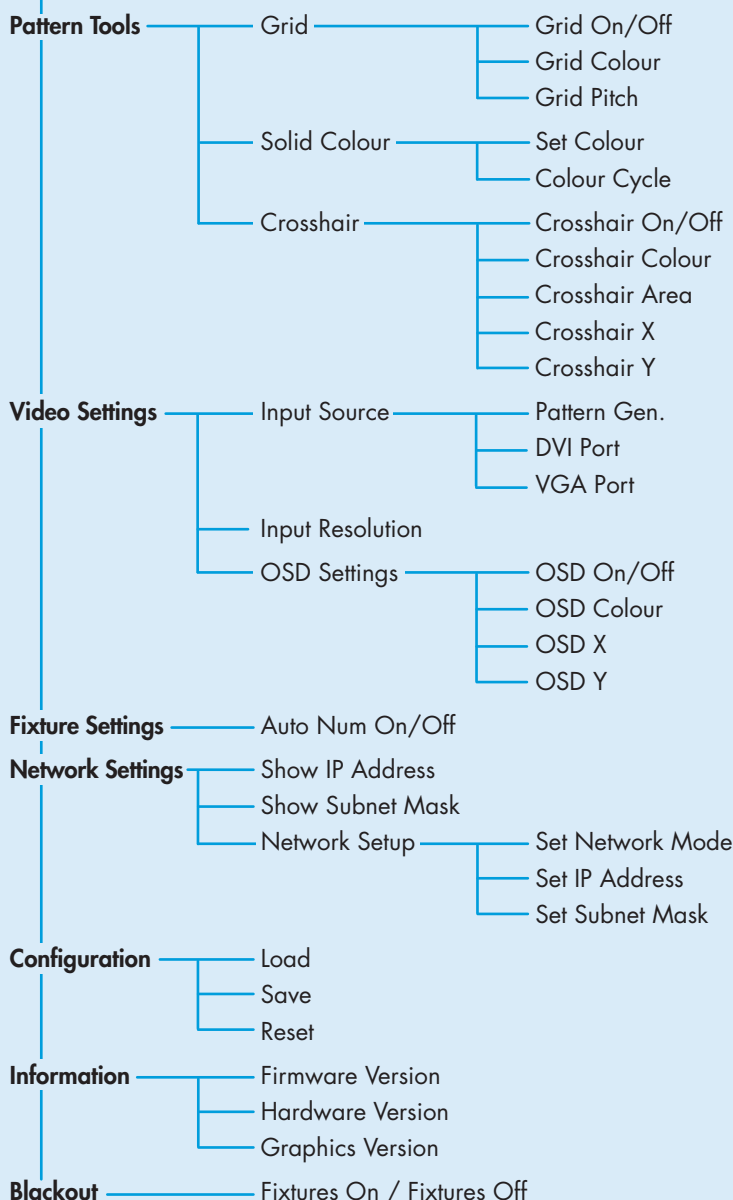 Pattern Tools Grid Grid On/Off
Grid Colour
Grid Pitch
Solid Colour Set Colour
Colour Cycle
Crosshair Crosshair On/Off
Crosshair Colour
Crosshair Area
Crosshair X
Crosshair Y
Video Settings Input Source Pattern Gen.
DVI Port
VGA Port
Input Resolution
OSD Settings OSD On/Off
OSD Colour
OSD X
OSD Y
Fixture Settings Auto Num On/Off
Network Settings Show IP Address
Show Subnet Mask
Network Setup Set Network Mode
Set IP Address
Set Subnet Mask
Configuration Load
Save
Reset
Information Firmware Version
Hardware Version
Graphics Version
Blackout Fixtures On / Fixtures Off